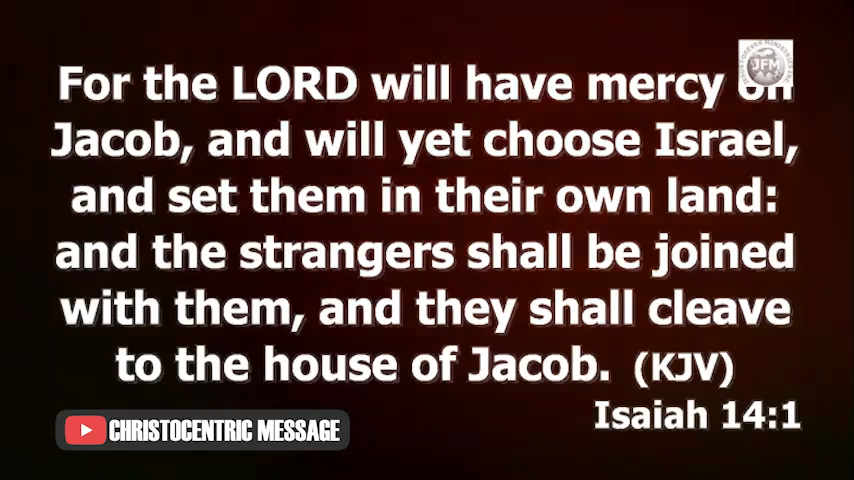 For the LORD will have mercy on
Jacob, and will yet choose Israel,
and set them in their own land:
and the strangers shall be joined
with them, and they shall cleave
to the house of Jacob. (KJV)
Isaiah 14:1
CHRISTOCENTRIC MESSAGE
JFM